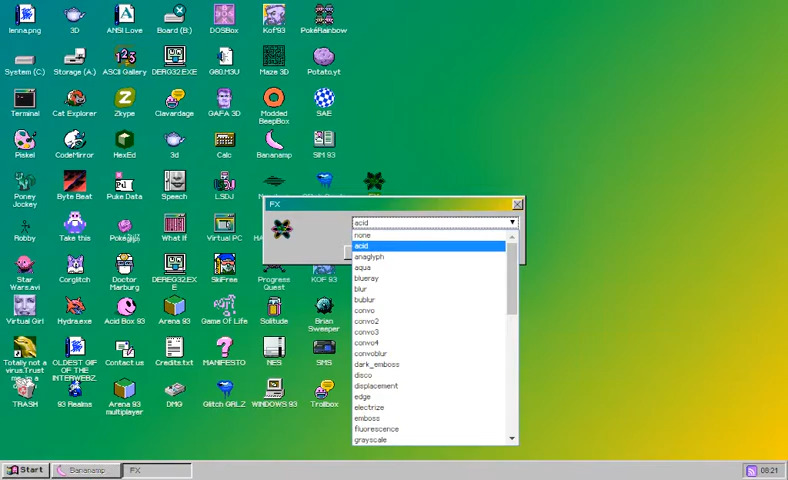 lenna.png
3D
ANSI Love
Board (B:)
DOSBox
Kof'93
PokéRainbow
System (C:)
Storage (A:)
ASCII Gallery
DERG32.EXE
G60.M3U
Maze 3D
Potato.yt
Terminal
Cat Explorer
Zkype
Clavardage
GAFA 3D
Modded
BeepBox
SAE
Piskel
CodeMirror
HexEd
3d
Calc
Bananamp
SIM 93
Poney
Jockey
Byte Beat
Puke Data
Speech
LSDJ
Robby
Take this
What If
Virtual PC
Star
Wars.avi
Corglitch
Doctor
Marburg
DEREG32.EX
E
SkiFree
Progress
Quest
KOF 93
Virtual Girl
Hydra.exe
Acid Box 93
Arena 93
Game Of Life
Solitude
Brian
Sweeper
Totally not a
virus.Trust
me..
OLDEST GIF
OF THE
INTERWEBZ
Contact us
Credits.txt
MANIFESTO
NES
SMS
TRASH
93 Realms
Arena 93
multiplayer
DMG
Glitch GRLZ
WINDOWS 93
Trollbox
FX
acid
none
acid
anaglyph
aqua
blueray
blur
bublur
convo
convo2
convo3
convo4
convoblur
dark_emboss
disco
displacement
edge
electrize
emboss
fluorescence
grayscale
Start
Bananamp...
FX
08:21